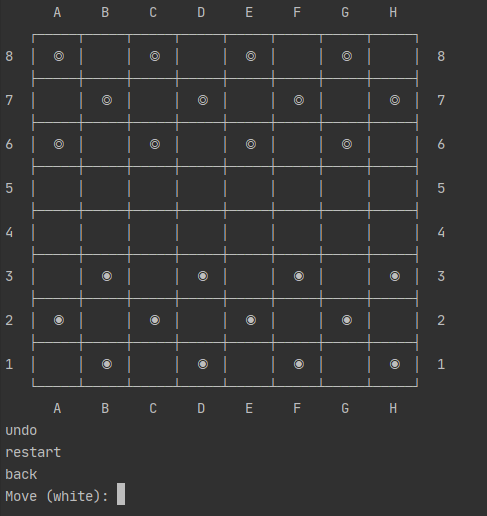 A B C D E F G H
8 ◎ ◎ ◎ ◎ 8
7 ◎ ◎ ◎ ◎ 7
6 ◎ ◎ ◎ ◎ 6
5 5
4 4
3 ◉ ◉ ◉ ◉ 3
2 ◉ ◉ ◉ ◉ 2
1 ◉ ◉ ◉ ◉ 1
A B C D E F G H
undo
restart
back
Move (white):